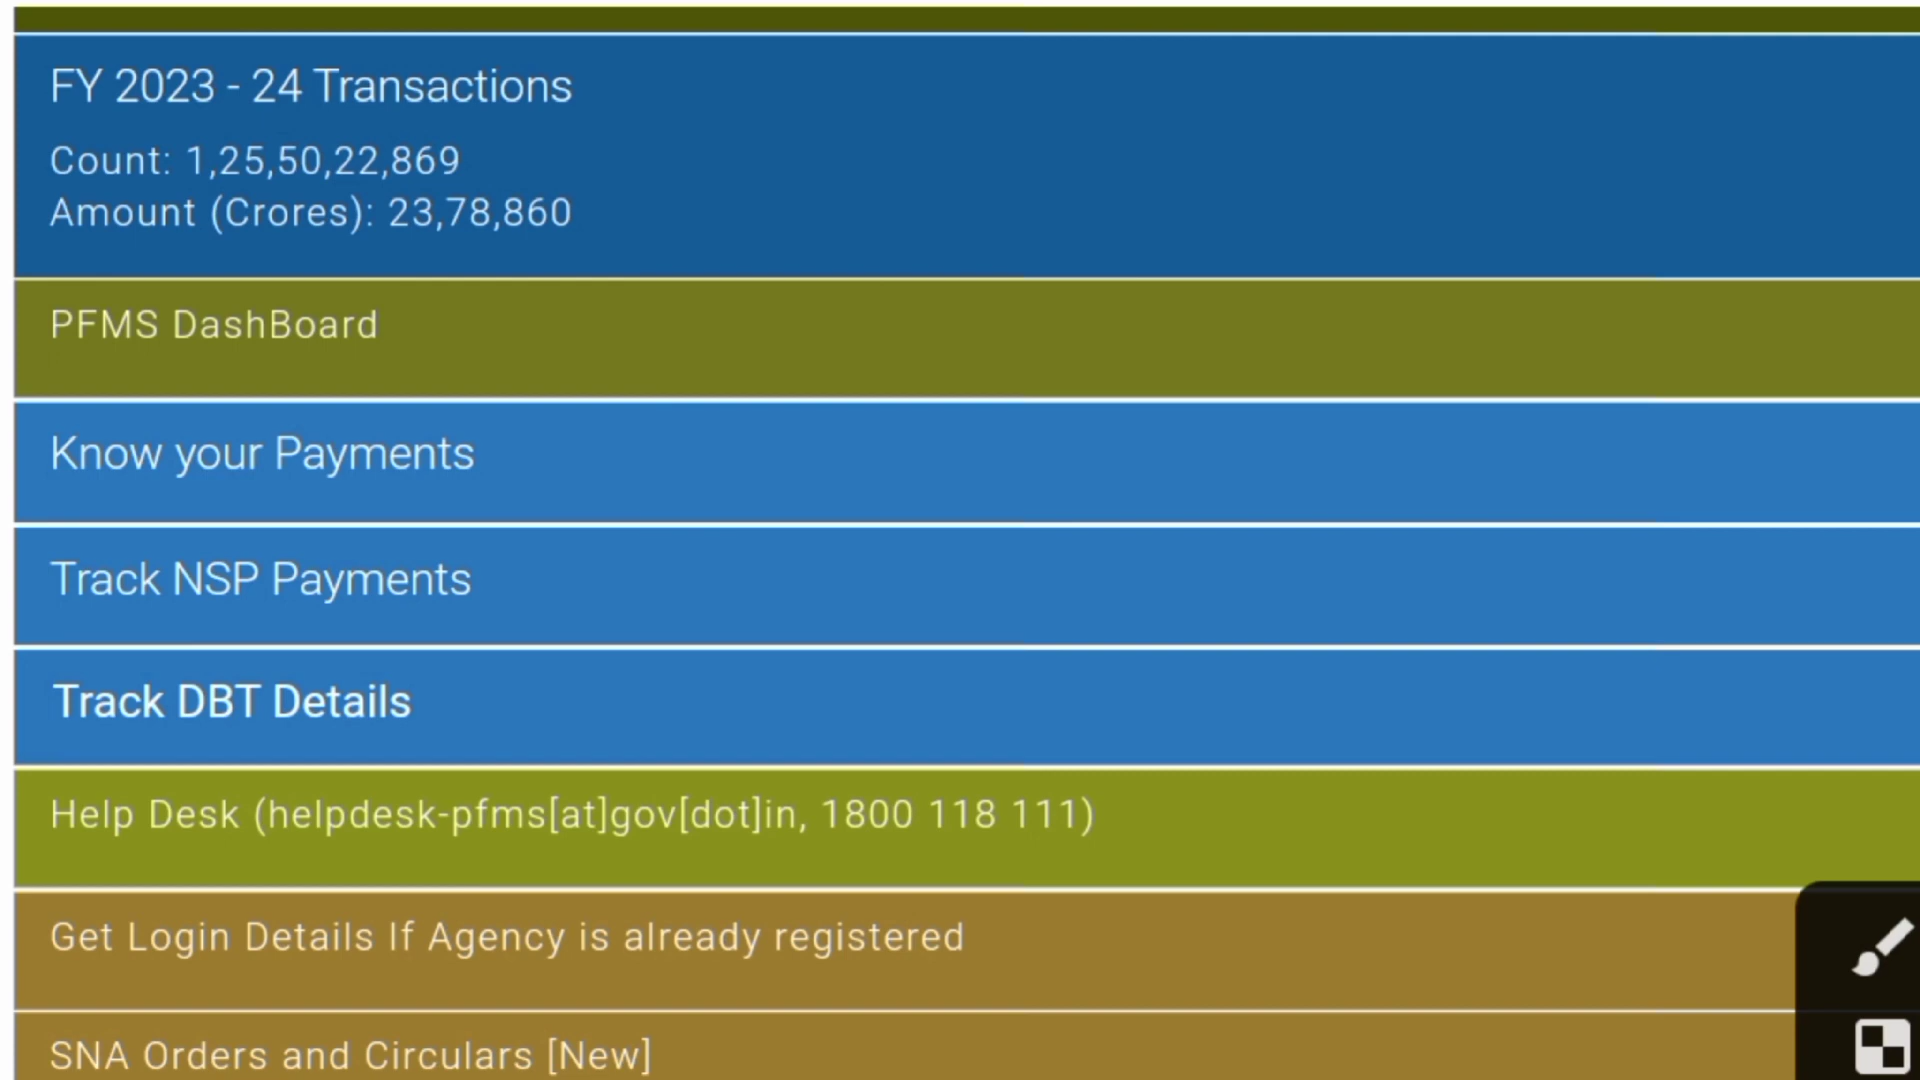 FY 2023 - 24 Transactions
Count: 1,25,50,22,869
Amount (Crores): 23,78,860
PFMS DashBoard
Know your Payments
Track NSP Payments
Track DBT Details
Help Desk (helpdesk-pfms[at]gov[dot]in, 1800 118 111)
Get Login Details If Agency is already registered
SNA Orders and Circulars [New]